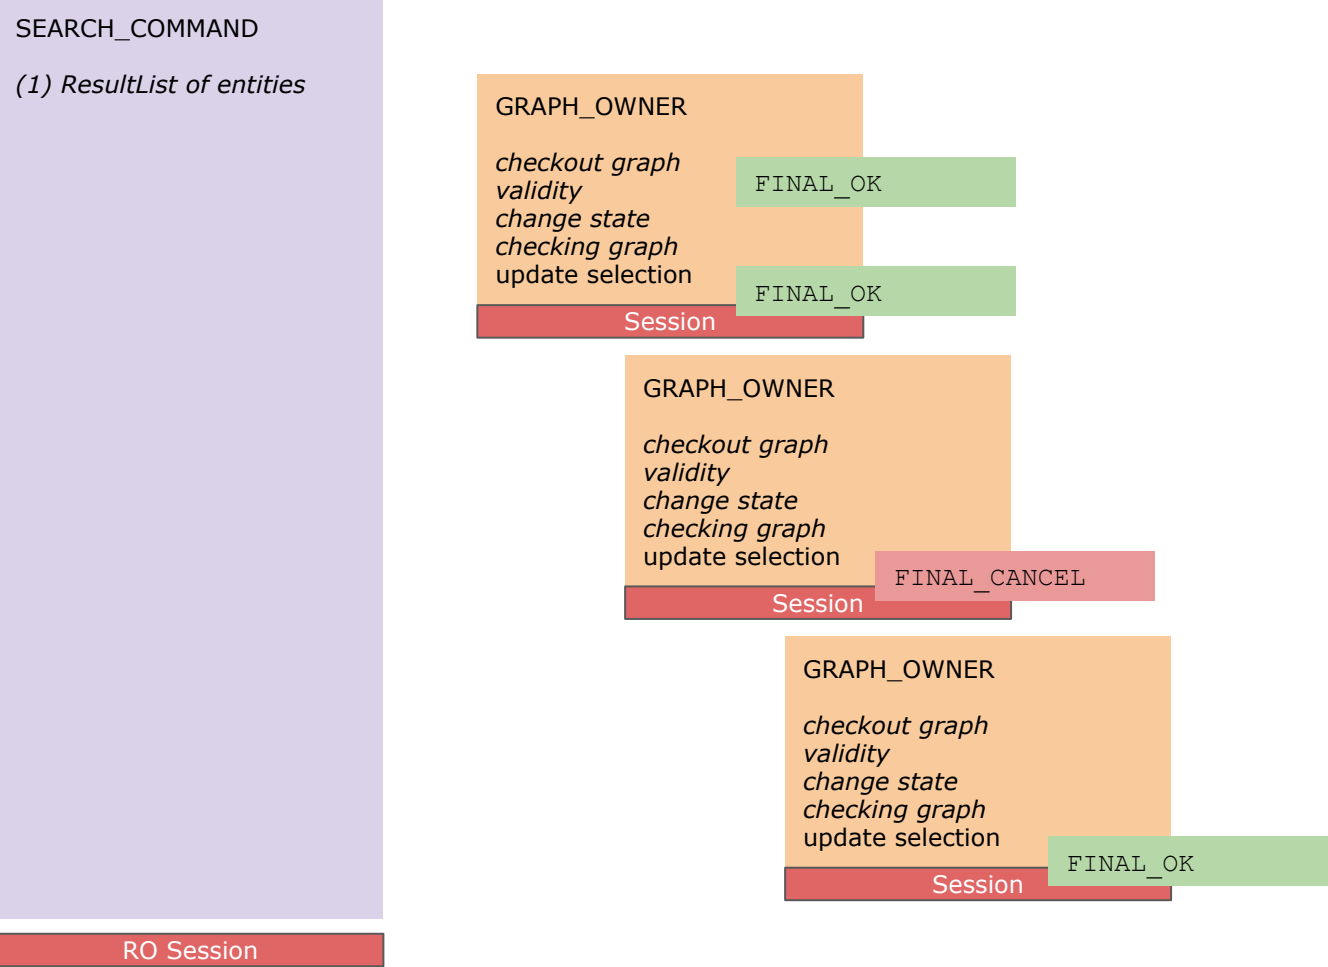 SEARCH_COMMAND
(1) ResultList of entities
GRAPH_OWNER
checkout graph
validity
change state
checking graph
update selection
FINAL_OK
FINAL_OK
Session
GRAPH_OWNER
checkout graph
validity
change state
checking graph
update selection
FINAL_CANCEL
Session
GRAPH_OWNER
checkout graph
validity
change state
checking graph
update selection
FINAL_OK
Session
RO Session